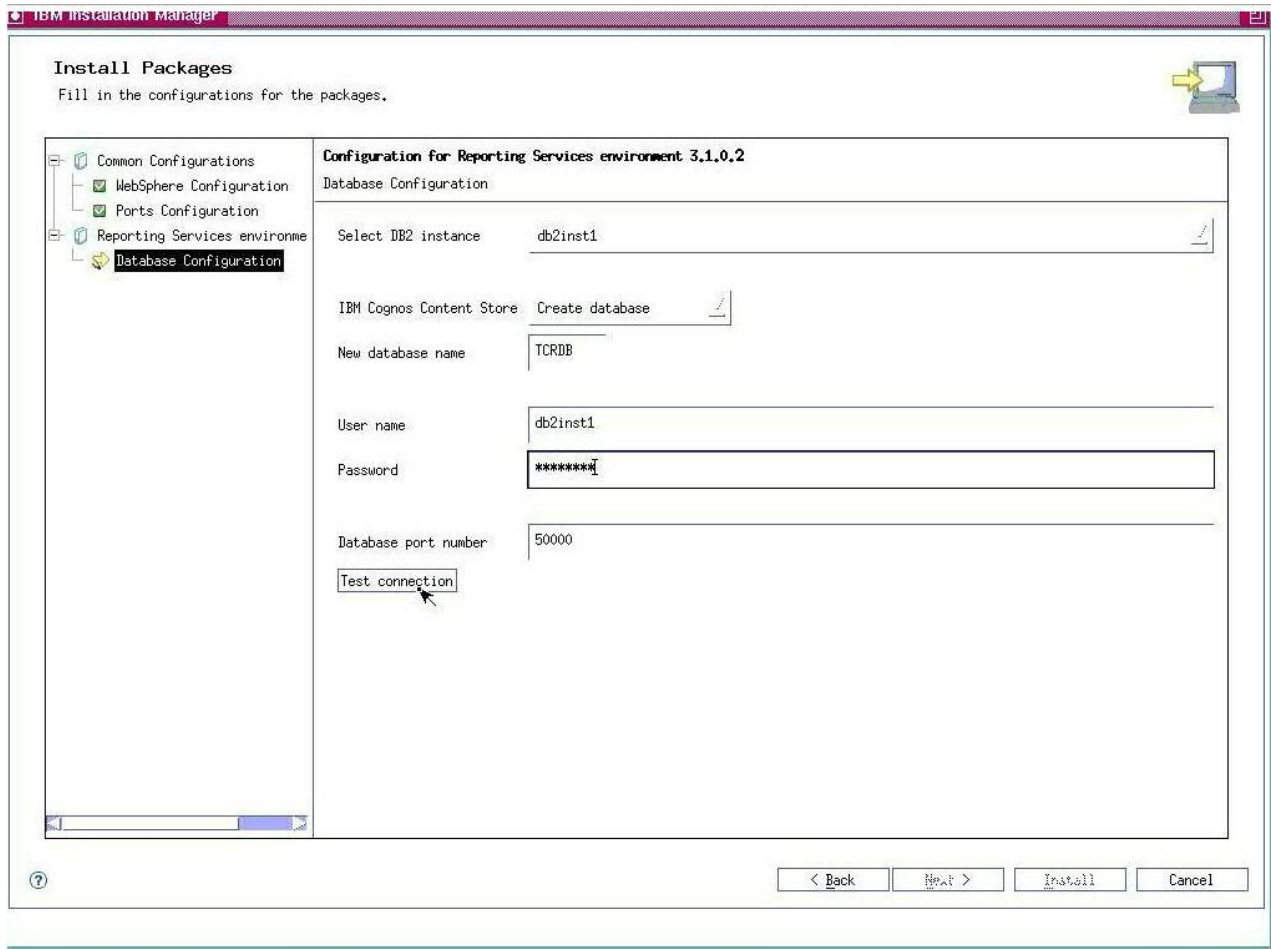 IBM Installation Manager
Install Packages
Fill in the configurations for the packages.
Common Configurations
WebSphere Configuration
Ports Configuration
Reporting Services environme
Database Configuration
Configuration for Reporting Services environment 3.1.0.2
Database Configuration
Select DB2 instance db2inst1
IBM Cognos Content Store Create database
New database name TCRDB
User name db2inst1
Password ********
Database port number 50000
Test connection
? < Back Next > Install Cancel